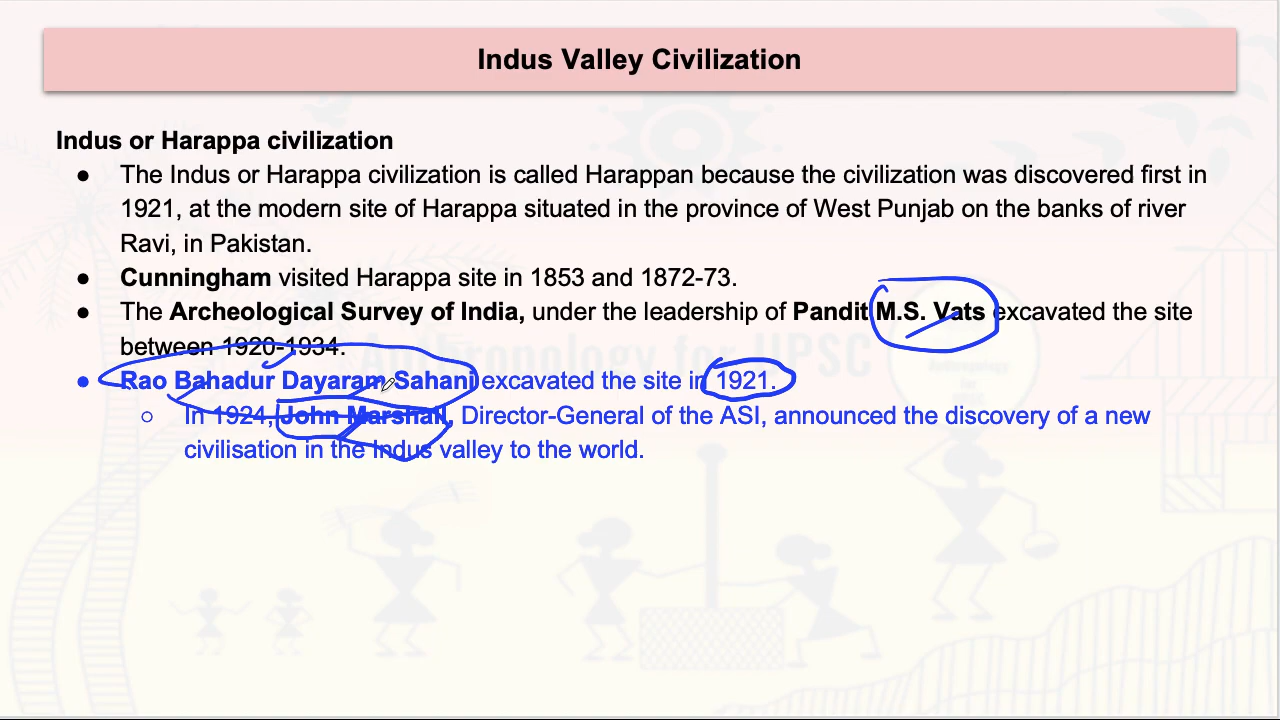 Indus Valley Civilization
Indus or Harappa civilization
● The Indus or Harappa civilization is called Harappan because the civilization was discovered first in
1921, at the modern site of Harappa situated in the province of West Punjab on the banks of river
Ravi, in Pakistan.
● Cunningham visited Harappa site in 1853 and 1872-73.
● The Archeological Survey of India, under the leadership of Pandit M.S. Vats excavated the site
between 1920-1934.
● Rao Bahadur Dayaram Sahani excavated the site in 1921.
○ In 1924, John Marshall, Director-General of the ASI, announced the discovery of a new
civilisation in the Indus valley to the world.
Anthropology for UPSC